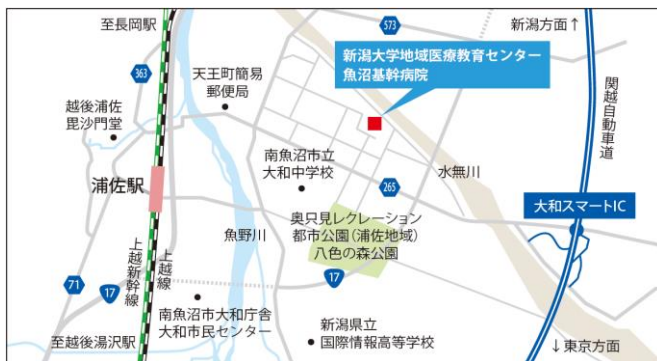 至長岡駅
573
新潟方面↑
新潟大学地域医療教育センター
魚沼基幹病院
363
天王町簡易
郵便局
関越自動車道
越後浦佐
毘沙門堂
南魚沼市立
大和中学校
水無川
浦佐駅
265
大和スマートIC
奥只見レクレーション
都市公園(浦佐地域)
八色の森公園
魚野川
上越新幹線
上越線
17
71
17
南魚沼市大和庁舎
大和市民センター
新潟県立
国際情報高等学校
至越後湯沢駅
↓東京方面